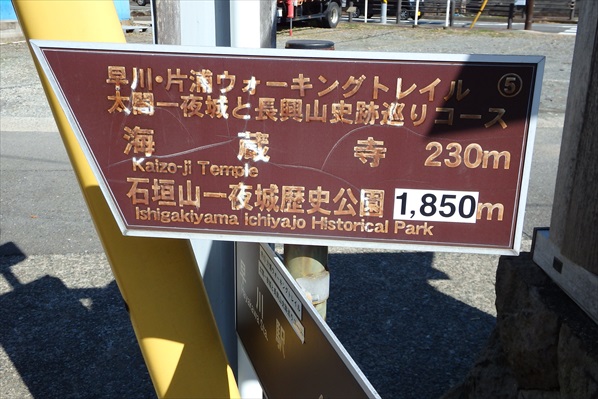 早川・片浦ウォーキングトレイル ⑤
太閤一夜城と長興山史跡巡りコース
海蔵寺 230m
Kaizo-ji Temple
石垣山一夜城歴史公園 1,850m
Ishigakiyama ichiyajo Historical Park
川駅